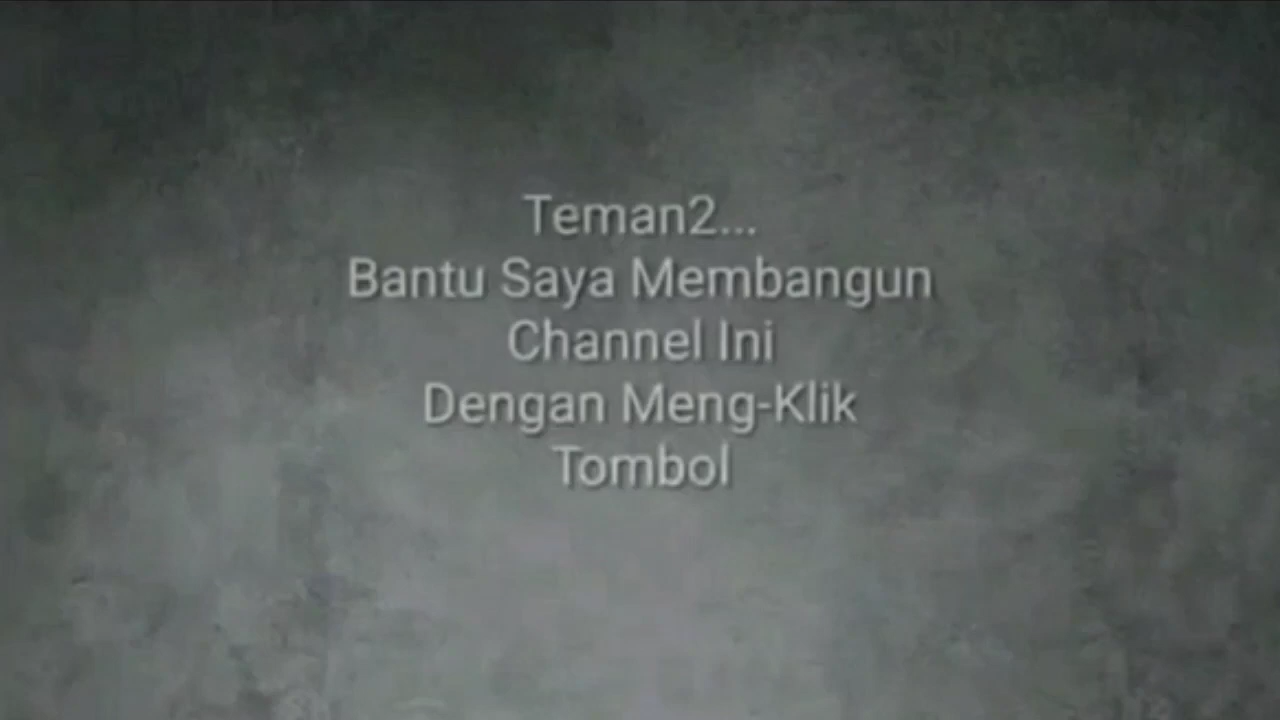 Teman2...
Bantu Saya Membangun
Channel Ini
Dengan Meng-Klik
Tombol